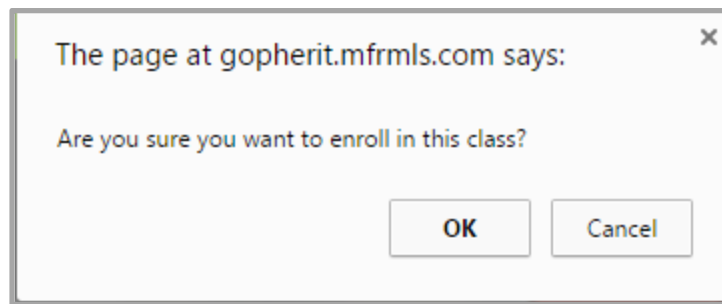 The page at gopherit.mfrmls.com says:
Are you sure you want to enroll in this class?
OK Cancel